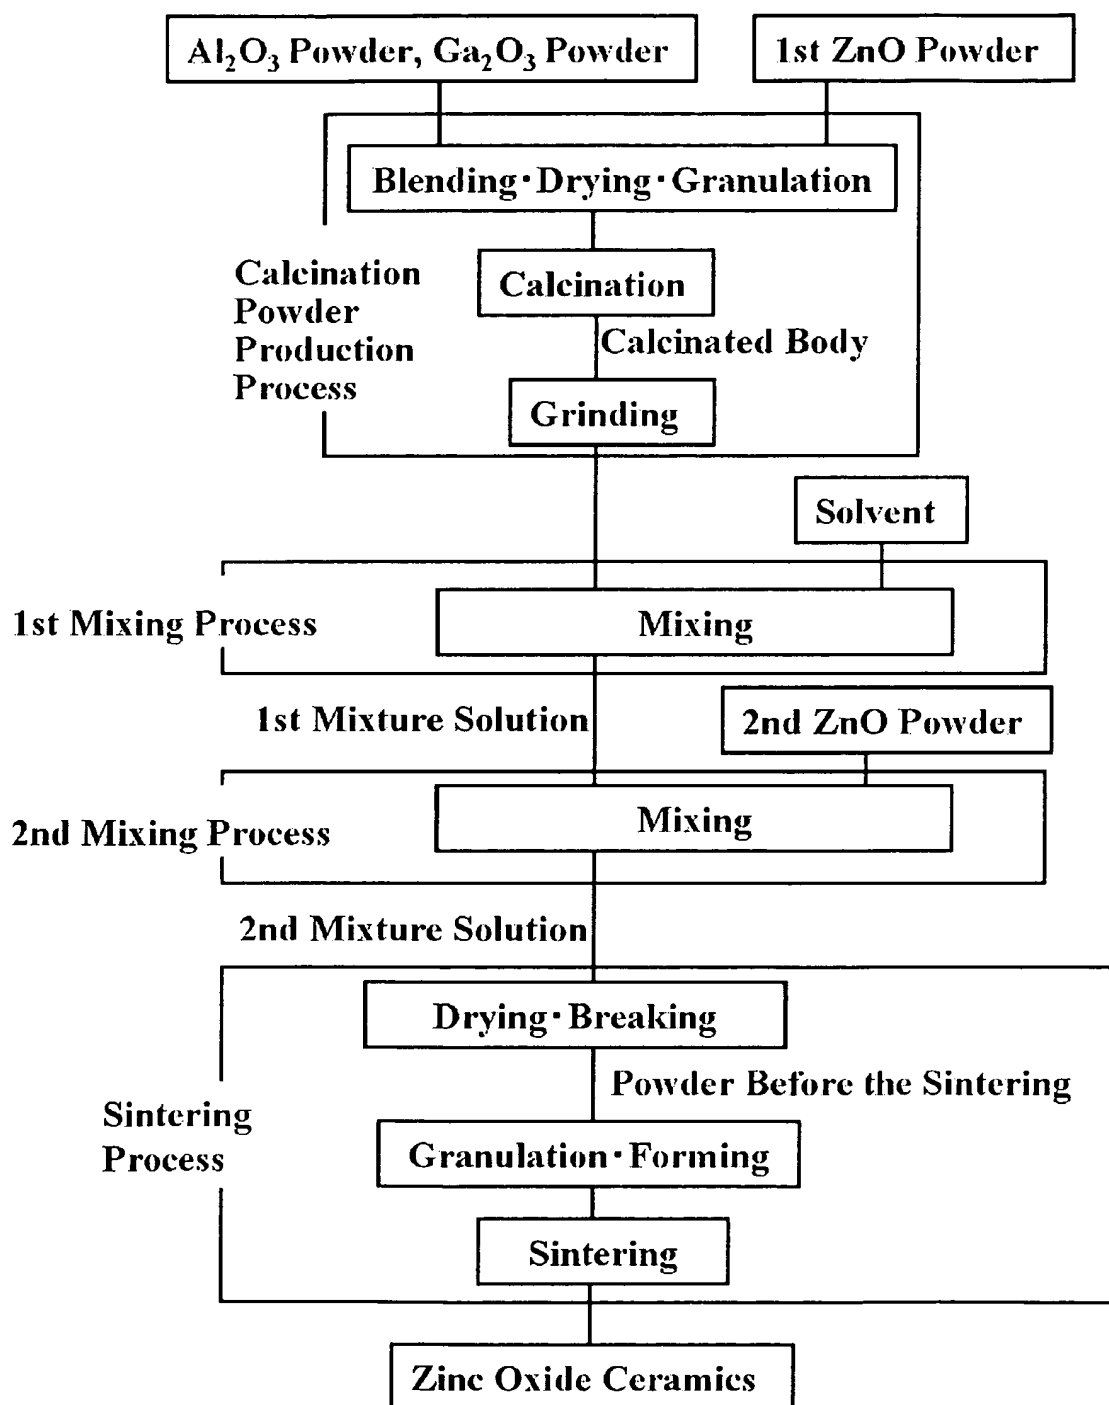 Al₂O₃ Powder, Ga₂O₃ Powder
1st ZnO Powder
Blending・Drying・Granulation
Calcination
Powder
Production
Process
Calcination
Calcinated Body
Grinding
Solvent
1st Mixing Process
Mixing
1st Mixture Solution
2nd ZnO Powder
2nd Mixing Process
Mixing
2nd Mixture Solution
Drying・Breaking
Powder Before the Sintering
Sintering
Process
Granulation・Forming
Sintering
Zinc Oxide Ceramics